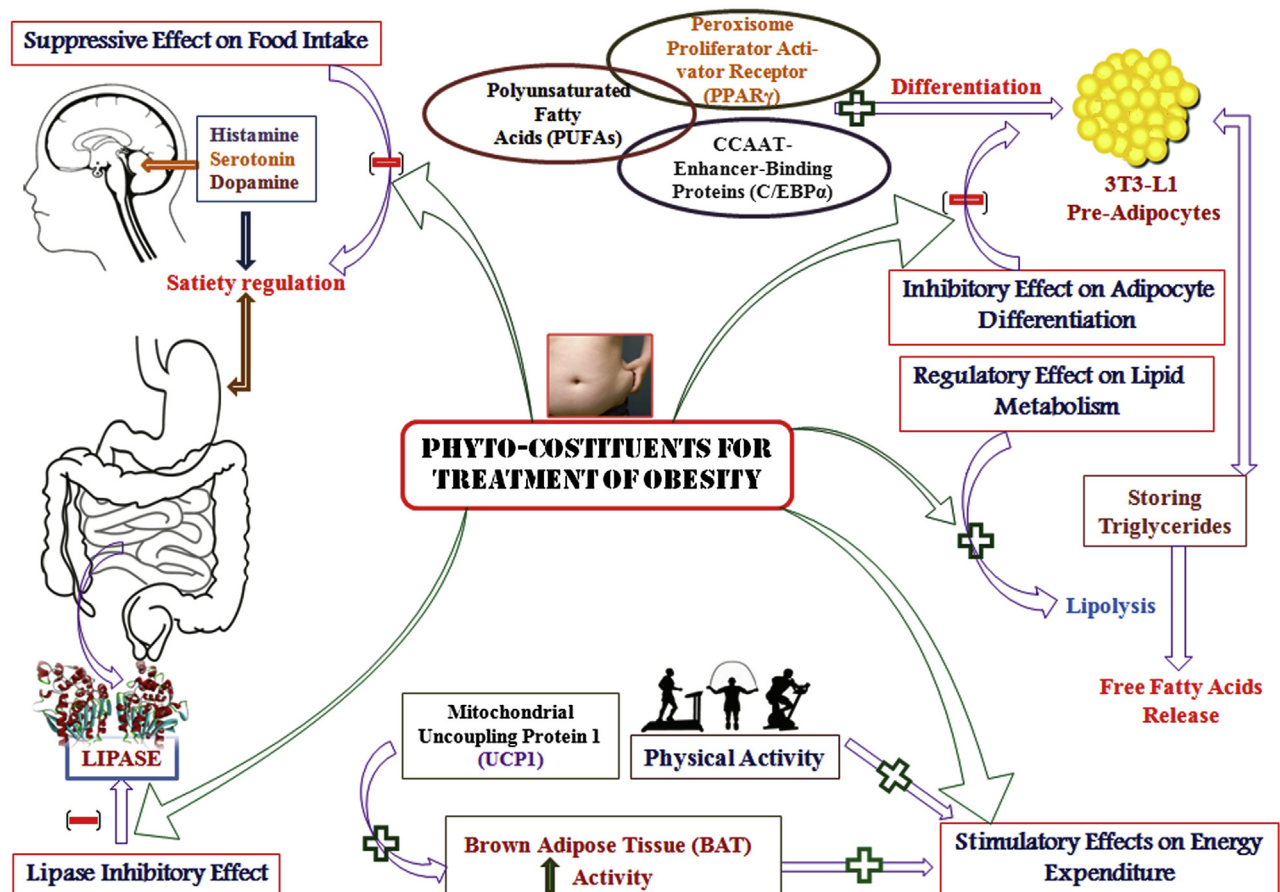 Suppressive Effect on Food Intake
Histamine
Serotonin
Dopamine
Satiety regulation
Polyunsaturated
Fatty
Acids (PUFAs)
Peroxisome
Proliferator Acti-
vator Receptor
(PPARγ)
CCAAT-
Enhancer-Binding
Proteins (C/EBPα)
Differentiation
3T3-L1
Pre-Adipocytes
Inhibitory Effect on Adipocyte
Differentiation
Regulatory Effect on Lipid
Metabolism
PHYTO-COSTITUENTS FOR
TREATMENT OF OBESITY
Storing
Triglycerides
Lipolysis
Free Fatty Acids
Release
LIPASE
Lipase Inhibitory Effect
Mitochondrial
Uncoupling Protein 1
(UCP1)
Physical Activity
Brown Adipose Tissue (BAT)
Activity
Stimulatory Effects on Energy
Expenditure